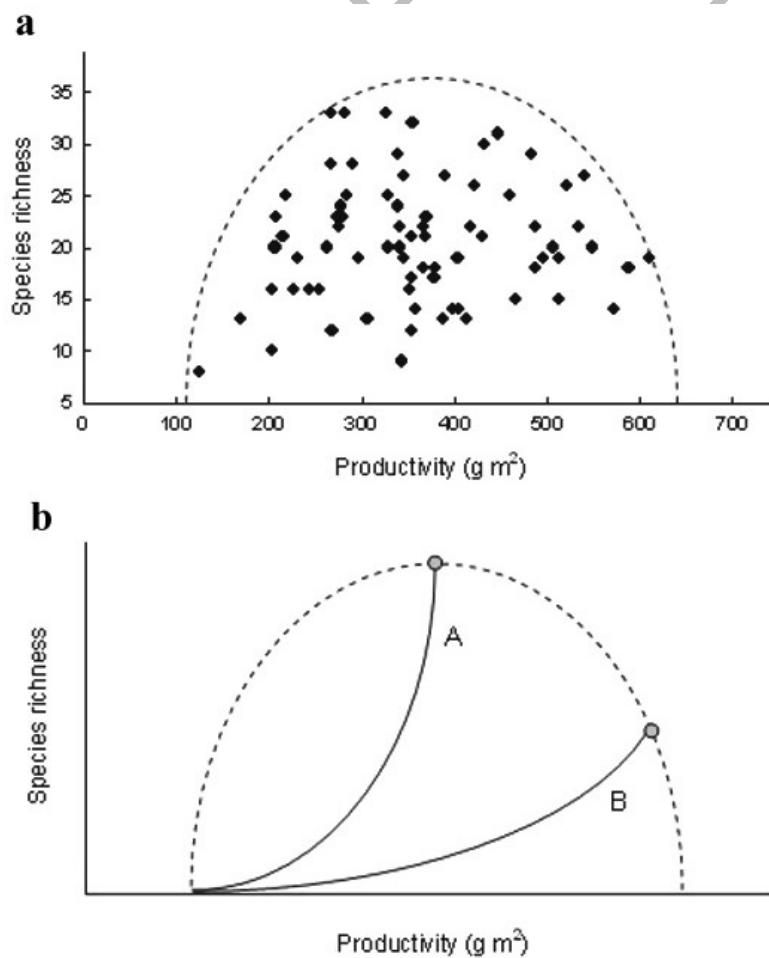 a
35
30
25
20
15
10
5
Species richness
0 100 200 300 400 500 600 700
Productivity (g m²)
b
A
B
Species richness
Productivity (g m²)